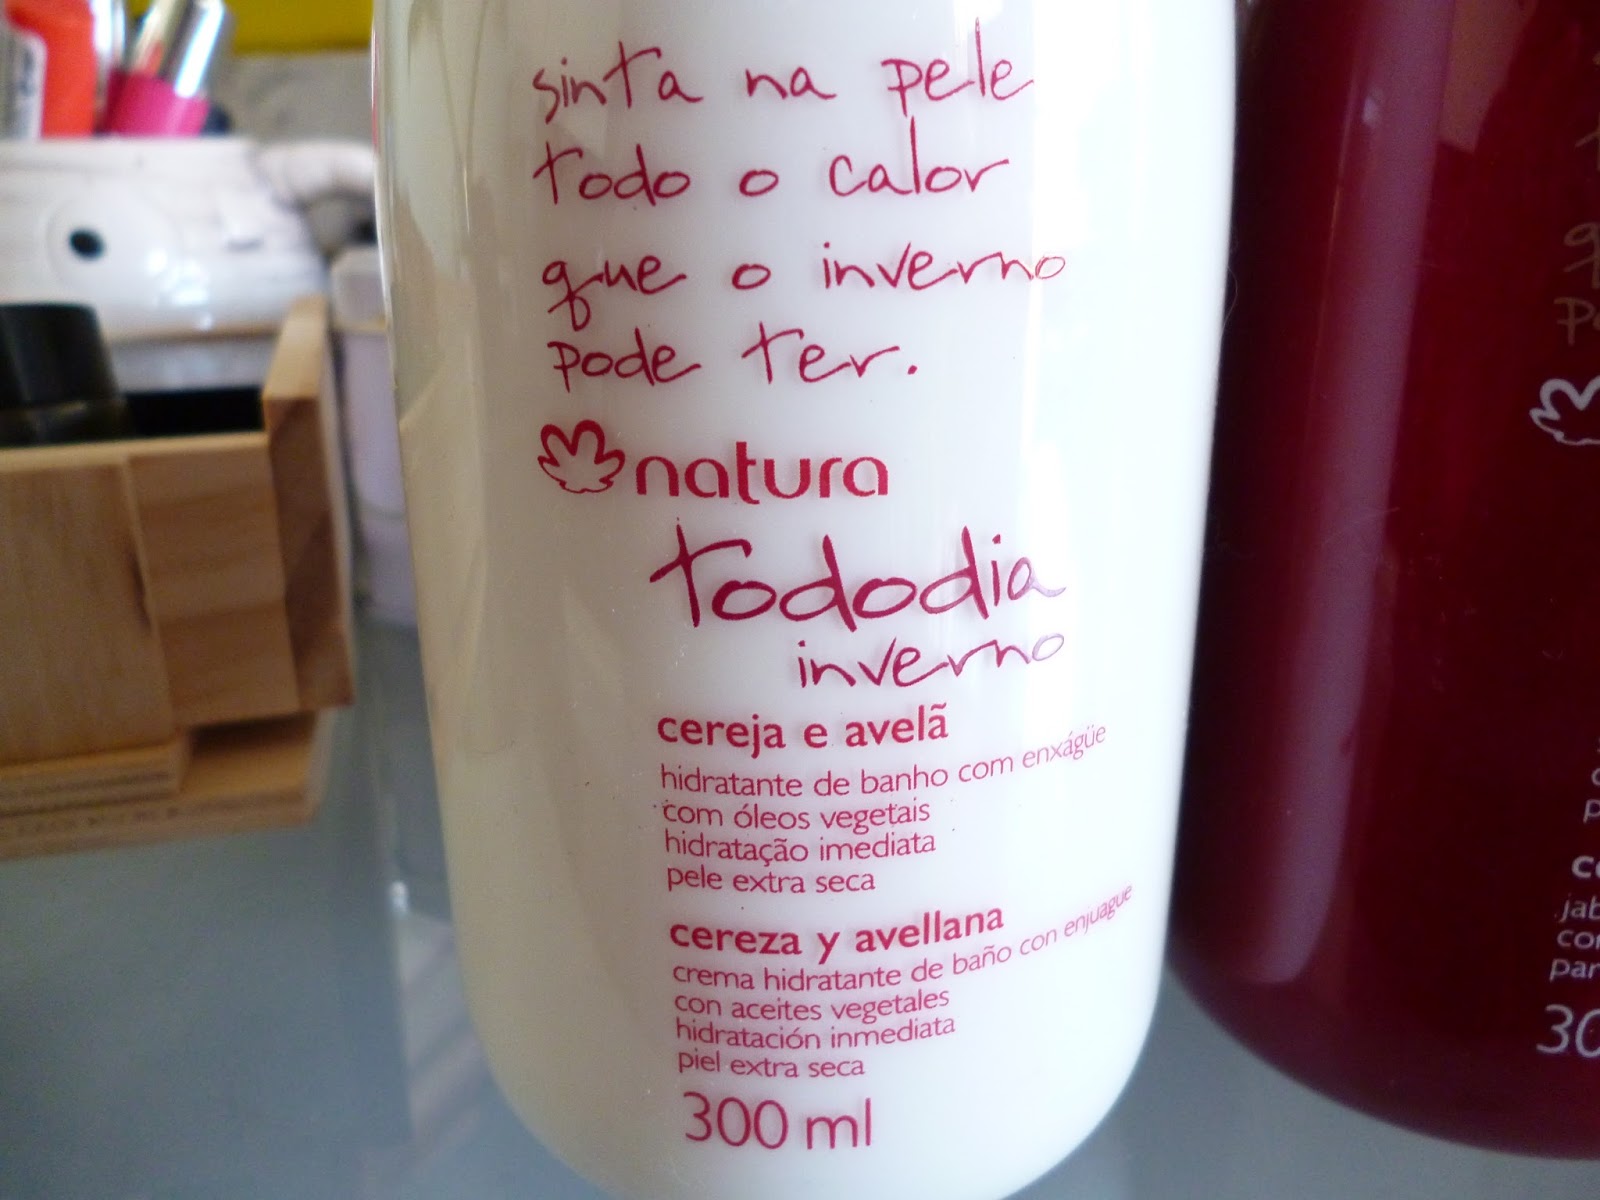 sinta na pele
todo o calor
que o inverno
pode ter.
natura
tododia
inverno
cereja e avelã
hidratante de banho com enxágüe
com óleos vegetais
hidratação imediata
pele extra seca
cereza y avellana
crema hidratante de baño con enjuague
con aceites vegetales
hidratación inmediata
piel extra seca
300 ml